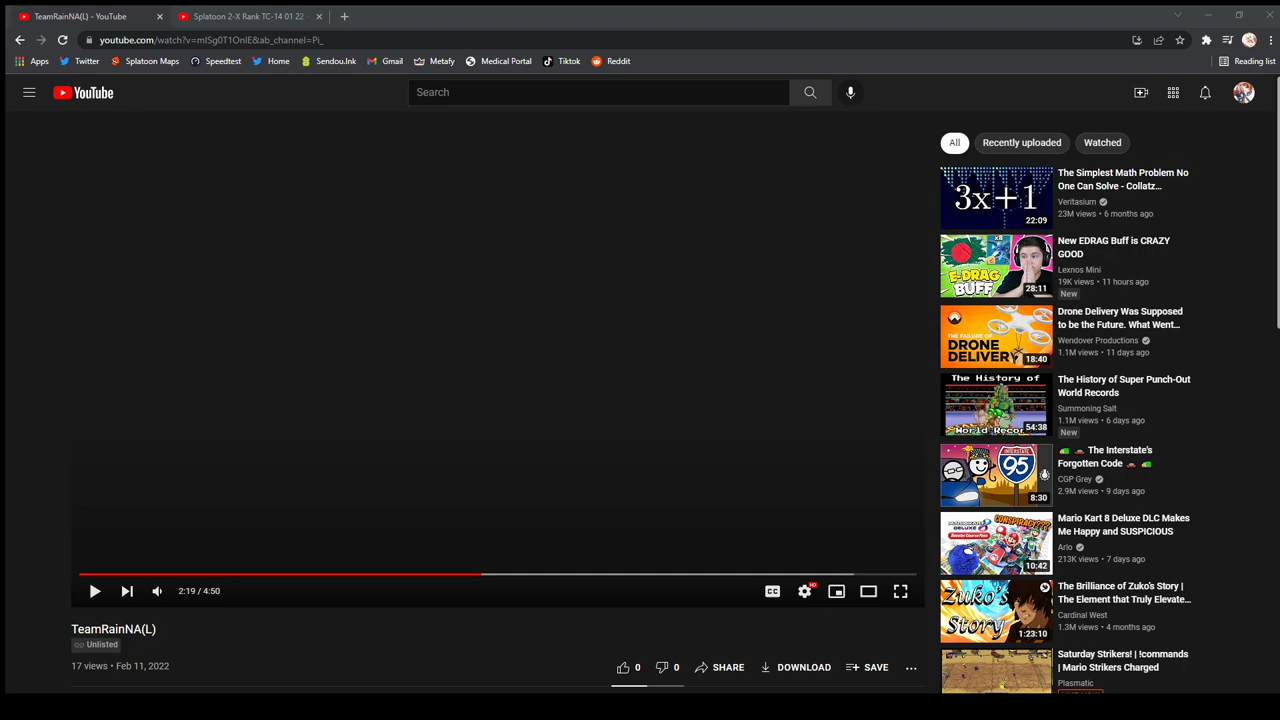 TeamRainNA(L) - YouTube
Splatoon 2-X Rank TC-14 01 22
youtube.com/watch?v=mlSg0T1OnlE&ab_channel=Pi_
Apps
Twitter
Splatoon Maps
Speedtest
Home
Sendou.Ink
Gmail
Metafy
Medical Portal
Tiktok
Reddit
Reading list
YouTube
Search
All
Recently uploaded
Watched
3x+1
22:09
The Simplest Math Problem No
One Can Solve - Collatz...
Veritasium
23M views • 6 months ago
x8
E-DRAG
BUFF
28:11
New EDRAG Buff is CRAZY
GOOD
Lexnos Mini
19K views • 11 hours ago
New
THE FAILURE OF
DRONE
DELIVERY
18:40
Drone Delivery Was Supposed
to be the Future. What Went...
Wendover Productions
1.1M views • 11 days ago
The History of
World Record
54:38
The History of Super Punch-Out
World Records
Summoning Salt
1.1M views • 6 days ago
New
INTERSTATE
95
8:30
The Interstate's
Forgotten Code
CGP Grey
2.9M views • 9 days ago
CONSPIRACY???
10:42
Mario Kart 8 Deluxe DLC Makes
Me Happy and SUSPICIOUS
Arlo
213K views • 7 days ago
Zuko's
Story
1:23:10
The Brilliance of Zuko's Story |
The Element that Truly Elevate...
Cardinal West
1.3M views • 4 months ago
Saturday Strikers! | !commands
| Mario Strikers Charged
Plasmatic
2:19 / 4:50
CC
HD
TeamRainNA(L)
Unlisted
17 views • Feb 11, 2022
0
0
SHARE
DOWNLOAD
SAVE